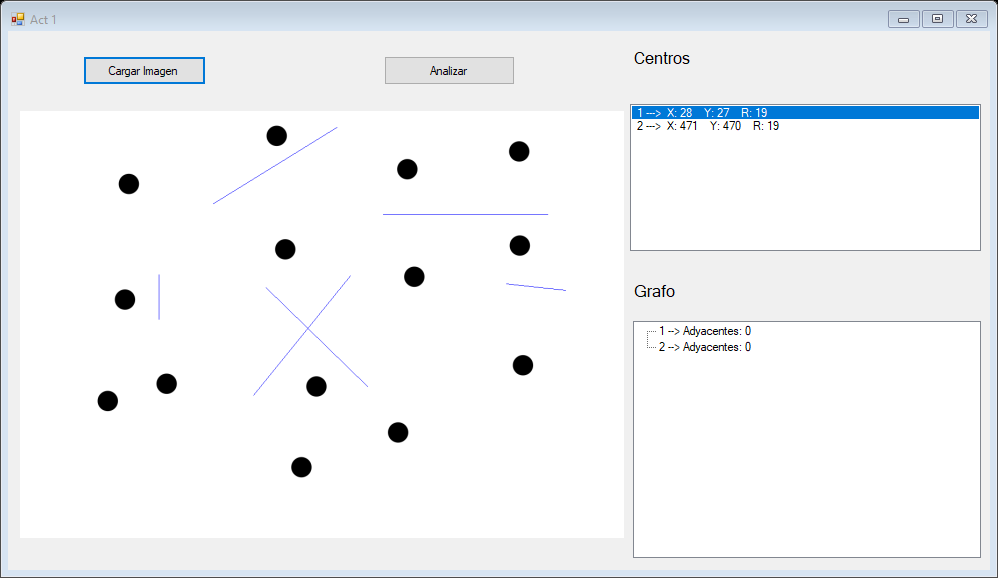 Act 1
Cargar Imagen
Analizar
Centros
1 --> X: 28 Y: 27 R: 19
2 --> X: 471 Y: 470 R: 19
Grafo
1 --> Adyacentes: 0
2 --> Adyacentes: 0